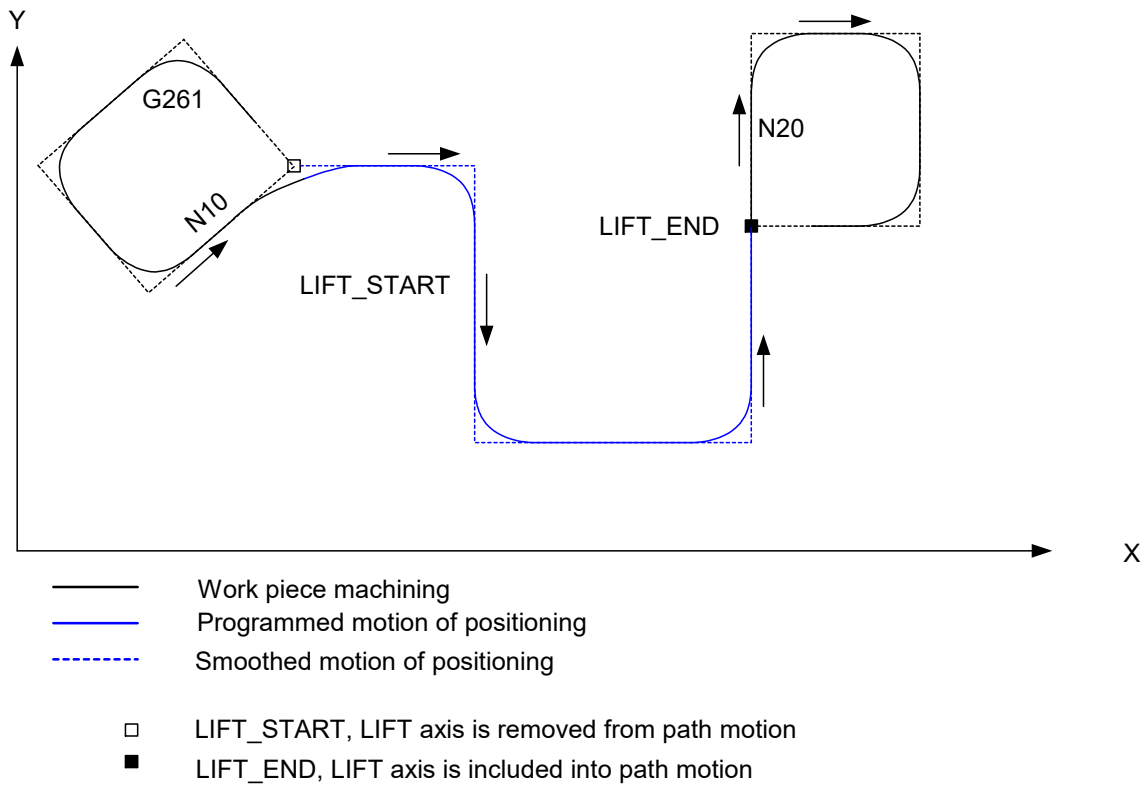 Y
G261
N10
N20
LIFT_END
LIFT_START
X
Work piece machining
Programmed motion of positioning
Smoothed motion of positioning
LIFT_START, LIFT axis is removed from path motion
LIFT_END, LIFT axis is included into path motion